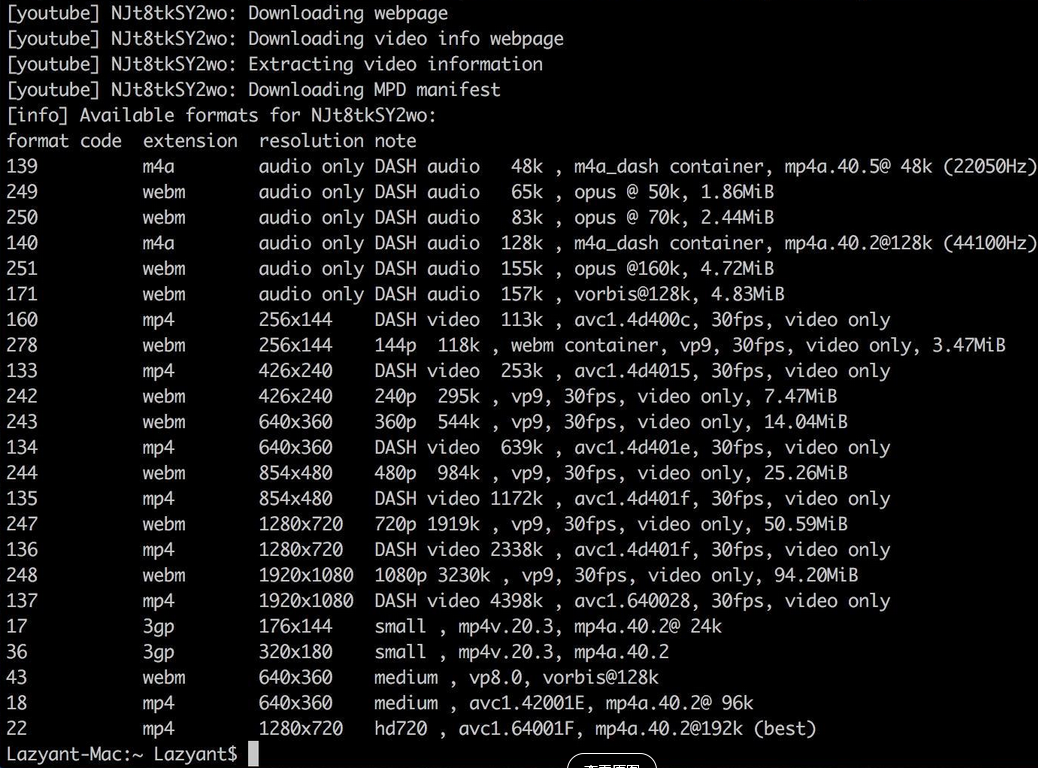 [youtube] NJt8tkSY2wo: Downloading webpage
[youtube] NJt8tkSY2wo: Downloading video info webpage
[youtube] NJt8tkSY2wo: Extracting video information
[youtube] NJt8tkSY2wo: Downloading MPD manifest
[info] Available formats for NJt8tkSY2wo:
format code  extension  resolution note
139          m4a        audio only DASH audio   48k , m4a_dash container, mp4a.40.5@ 48k (22050Hz)
249          webm       audio only DASH audio   65k , opus @ 50k, 1.86MiB
250          webm       audio only DASH audio   83k , opus @ 70k, 2.44MiB
140          m4a        audio only DASH audio  128k , m4a_dash container, mp4a.40.2@128k (44100Hz)
251          webm       audio only DASH audio  155k , opus @160k, 4.72MiB
171          webm       audio only DASH audio  157k , vorbis@128k, 4.83MiB
160          mp4        256x144    DASH video  113k , avc1.4d400c, 30fps, video only
278          webm       256x144    144p  118k , webm container, vp9, 30fps, video only, 3.47MiB
133          mp4        426x240    DASH video  253k , avc1.4d4015, 30fps, video only
242          webm       426x240    240p  295k , vp9, 30fps, video only, 7.47MiB
243          webm       640x360    360p  544k , vp9, 30fps, video only, 14.04MiB
134          mp4        640x360    DASH video  639k , avc1.4d401e, 30fps, video only
244          webm       854x480    480p  984k , vp9, 30fps, video only, 25.26MiB
135          mp4        854x480    DASH video 1172k , avc1.4d401f, 30fps, video only
247          webm       1280x720   720p 1919k , vp9, 30fps, video only, 50.59MiB
136          mp4        1280x720   DASH video 2338k , avc1.4d401f, 30fps, video only
248          webm       1920x1080  1080p 3230k , vp9, 30fps, video only, 94.20MiB
137          mp4        1920x1080  DASH video 4398k , avc1.640028, 30fps, video only
17           3gp        176x144    small , mp4v.20.3, mp4a.40.2@ 24k
36           3gp        320x180    small , mp4v.20.3, mp4a.40.2
43           webm       640x360    medium , vp8.0, vorbis@128k
18           mp4        640x360    medium , avc1.42001E, mp4a.40.2@ 96k
22           mp4        1280x720   hd720 , avc1.64001F, mp4a.40.2@192k (best)
Lazyant-Mac:~ Lazyant$